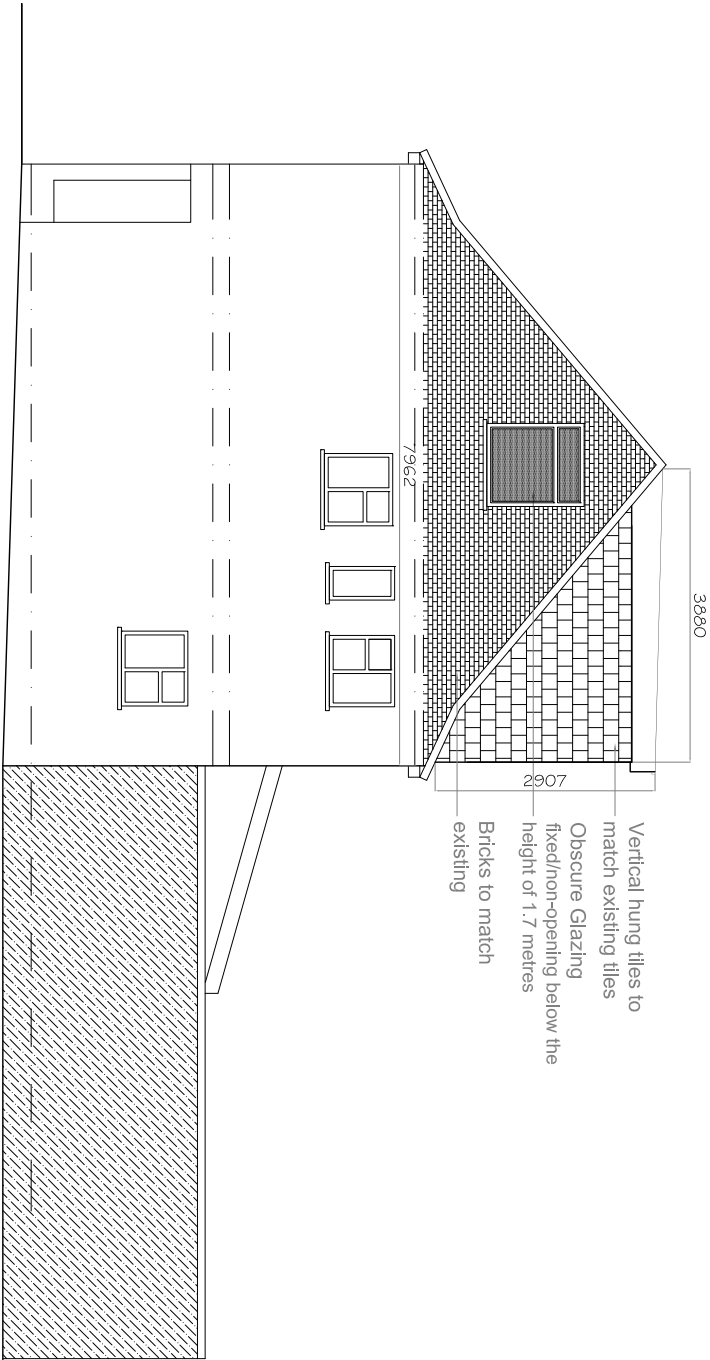 3880
2907
7962
Vertical hung tiles to
match existing tiles
Obscure Glazing
fixed/non-opening below the
height of 1.7 metres
Bricks to match
existing